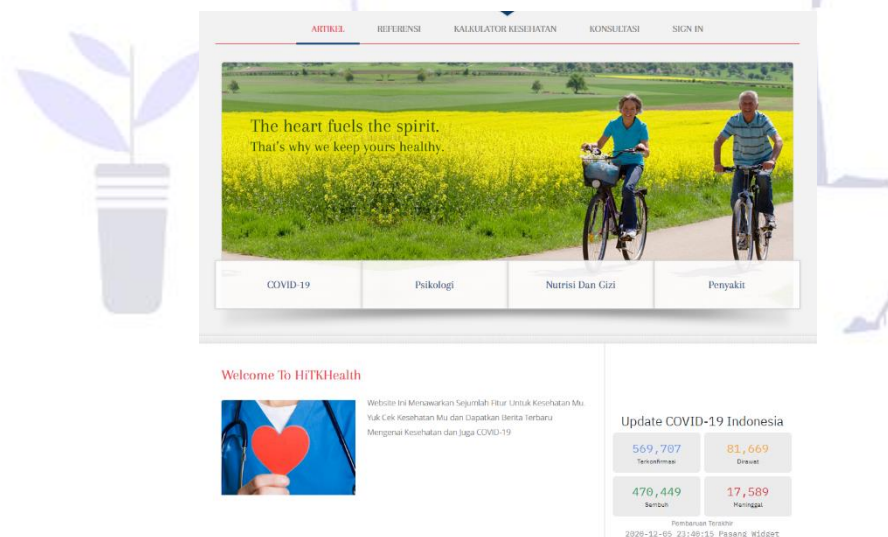 ARTIKEL REFERENSI KALKULATOR KESEHATAN KONSULTASI SIGN IN
The heart fuels the spirit.
That's why we keep yours healthy.
COVID-19 Psikologi Nutrisi Dan Gizi Penyakit
Welcome To HiTKHealth
Website Ini Menawarkan Sejumlah Fitur Untuk Kesehatan Mu.
Yuk Cek Kesehatan Mu dan Dapatkan Berita Terbaru
Mengenai Kesehatan dan Juga COVID-19
Update COVID-19 Indonesia
569,707 81,669
Terkonfirmasi Dirawat
470,449 17,589
Sembuh Meninggal
Pembaruan Terakhir
2020-12-05 23:40:15 Pasang Widget